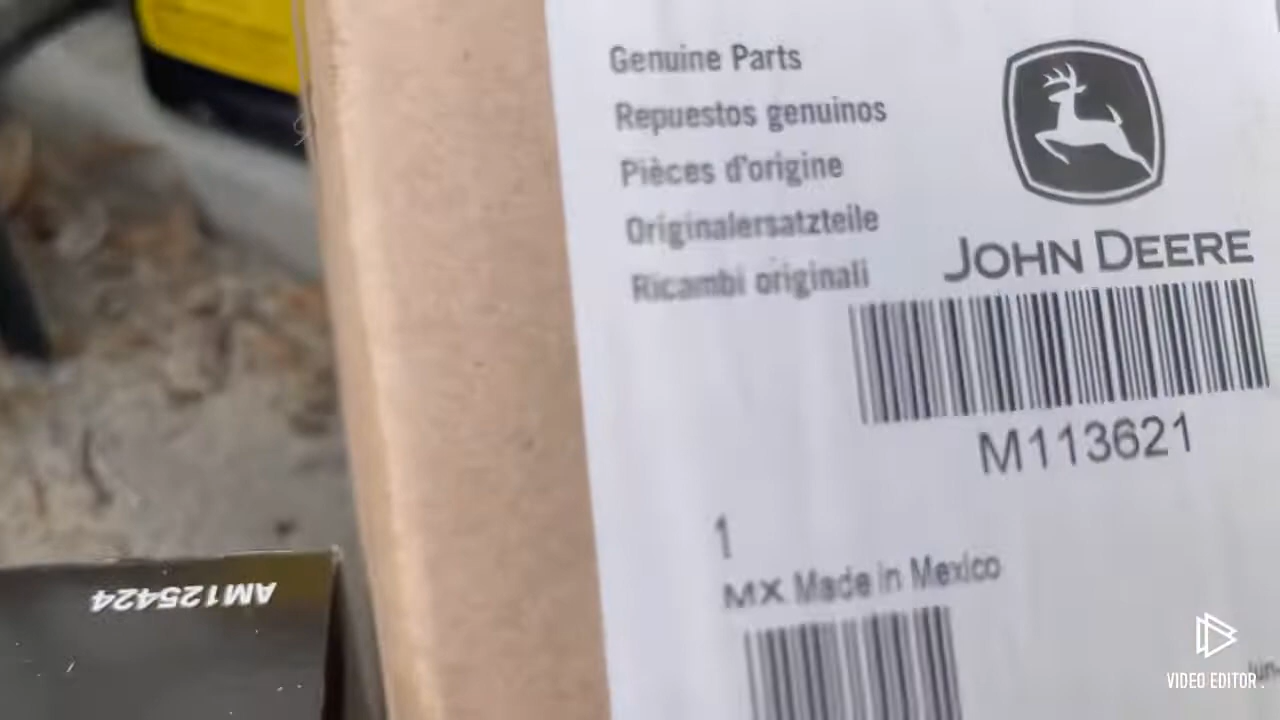 Genuine Parts
Repuestos genuinos
Pièces d'origine
Originalersatzteile
Ricambi originali
JOHN DEERE
M113621
1
MX Made in Mexico
AM125424
VIDEO EDITOR